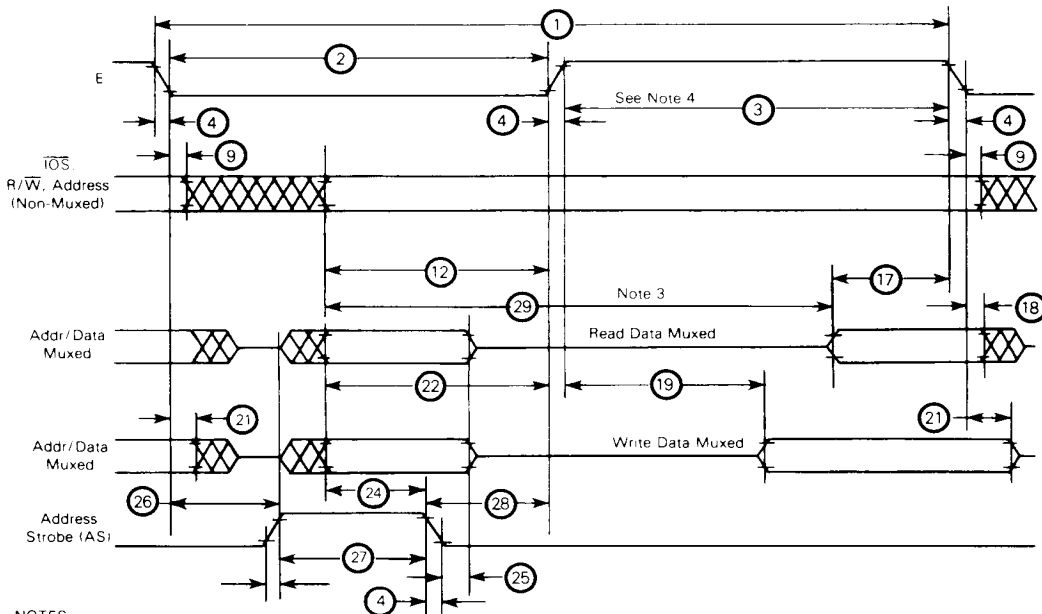 1
2
E
See Note 4
3
4
4
4
9
9
IOS.
R/W, Address
(Non-Muxed)
12
17
29
Note 3
18
Addr/Data
Muxed
Read Data Muxed
22
19
21
21
Addr/Data
Muxed
Write Data Muxed
26
24
28
Address
Strobe (AS)
27
25
4
NOTES